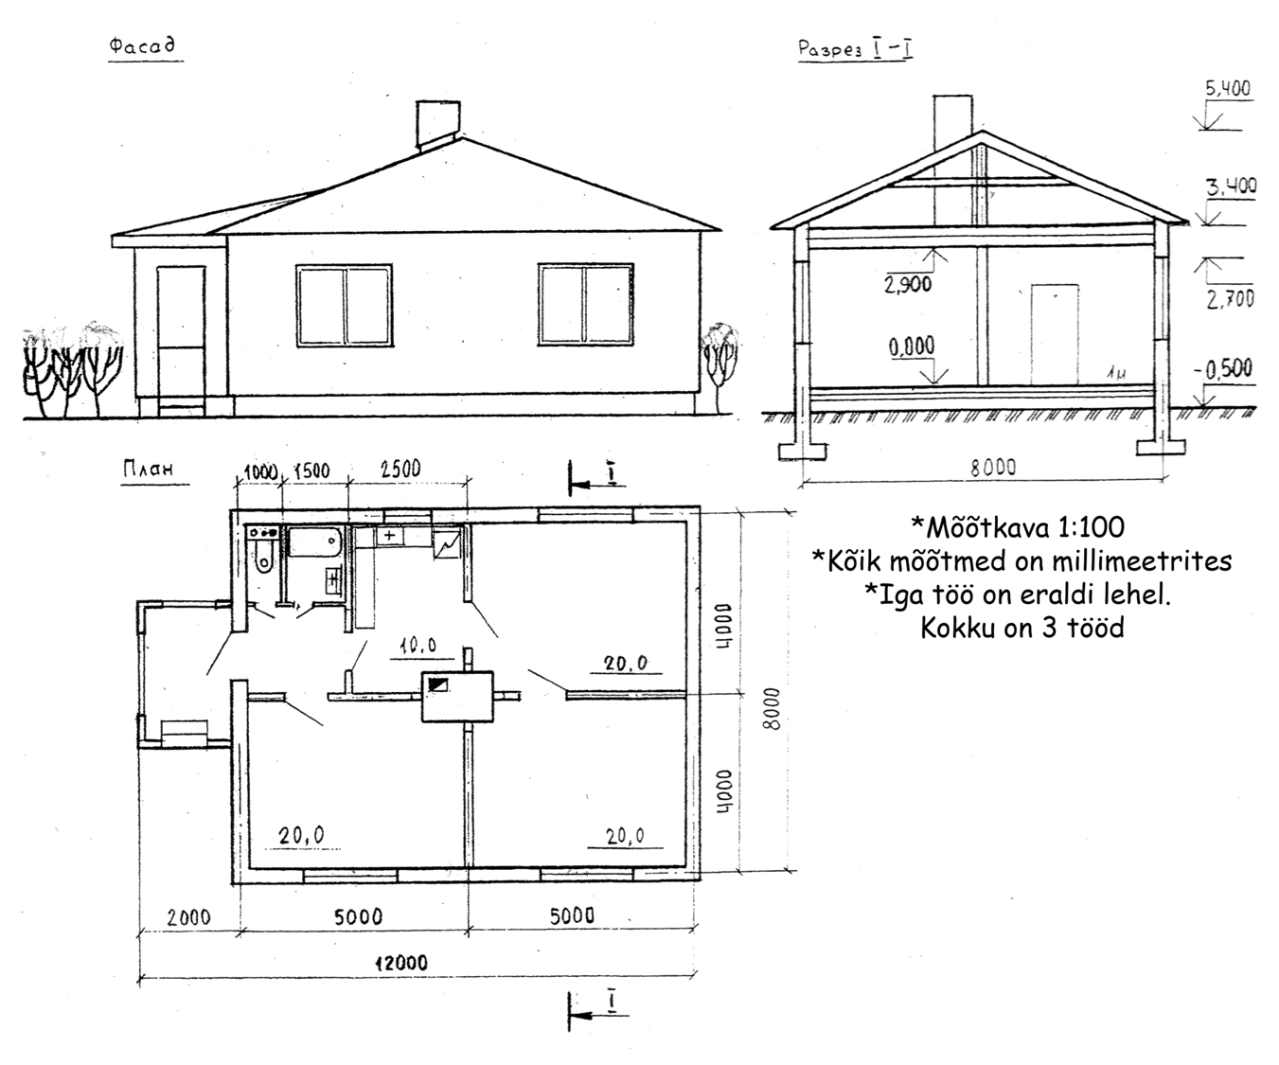 Фасад
Разрез I-I
5,400
3,400
2,900
2,700
0,000
-0,500
1м
8000
План
1000 1500 2500
I
*Mõõtkava 1:100
*Kõik mõõtmed on millimeetrites
*Iga töö on eraldi lehel.
Kokku on 3 tööd
10,0
20,0
4000
8000
4000
20,0
20,0
2000 5000 5000
12000
I